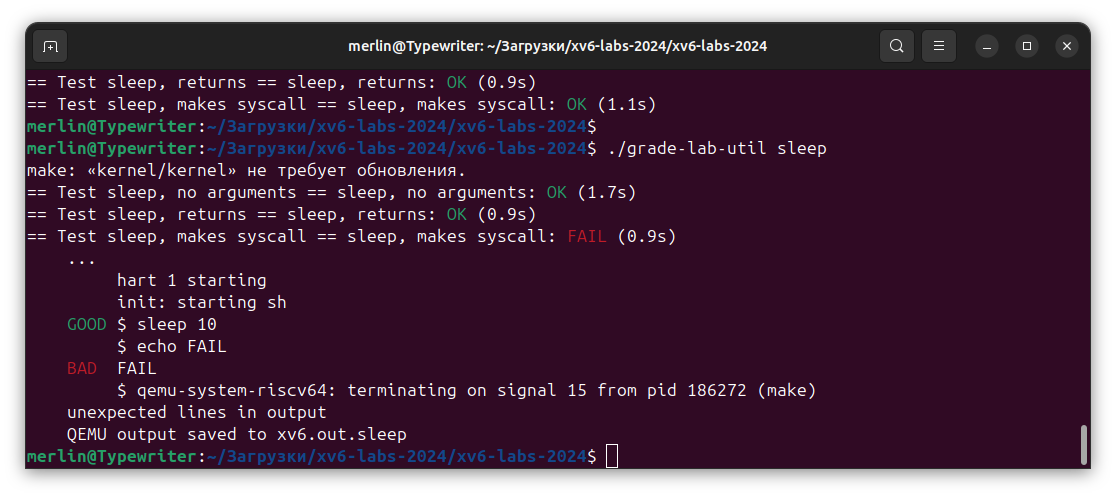 merlin@Typewriter: ~/Загрузки/xv6-labs-2024/xv6-labs-2024
== Test sleep, returns == sleep, returns: OK (0.9s)
== Test sleep, makes syscall == sleep, makes syscall: OK (1.1s)
merlin@Typewriter:~/Загрузки/xv6-labs-2024/xv6-labs-2024$
merlin@Typewriter:~/Загрузки/xv6-labs-2024/xv6-labs-2024$ ./grade-lab-util sleep
make: «kernel/kernel» не требует обновления.
== Test sleep, no arguments == sleep, no arguments: OK (1.7s)
== Test sleep, returns == sleep, returns: OK (0.9s)
== Test sleep, makes syscall == sleep, makes syscall: FAIL (0.9s)
    ...
         hart 1 starting
         init: starting sh
    GOOD $ sleep 10
         $ echo FAIL
    BAD  FAIL
         $ qemu-system-riscv64: terminating on signal 15 from pid 186272 (make)
    unexpected lines in output
    QEMU output saved to xv6.out.sleep
merlin@Typewriter:~/Загрузки/xv6-labs-2024/xv6-labs-2024$